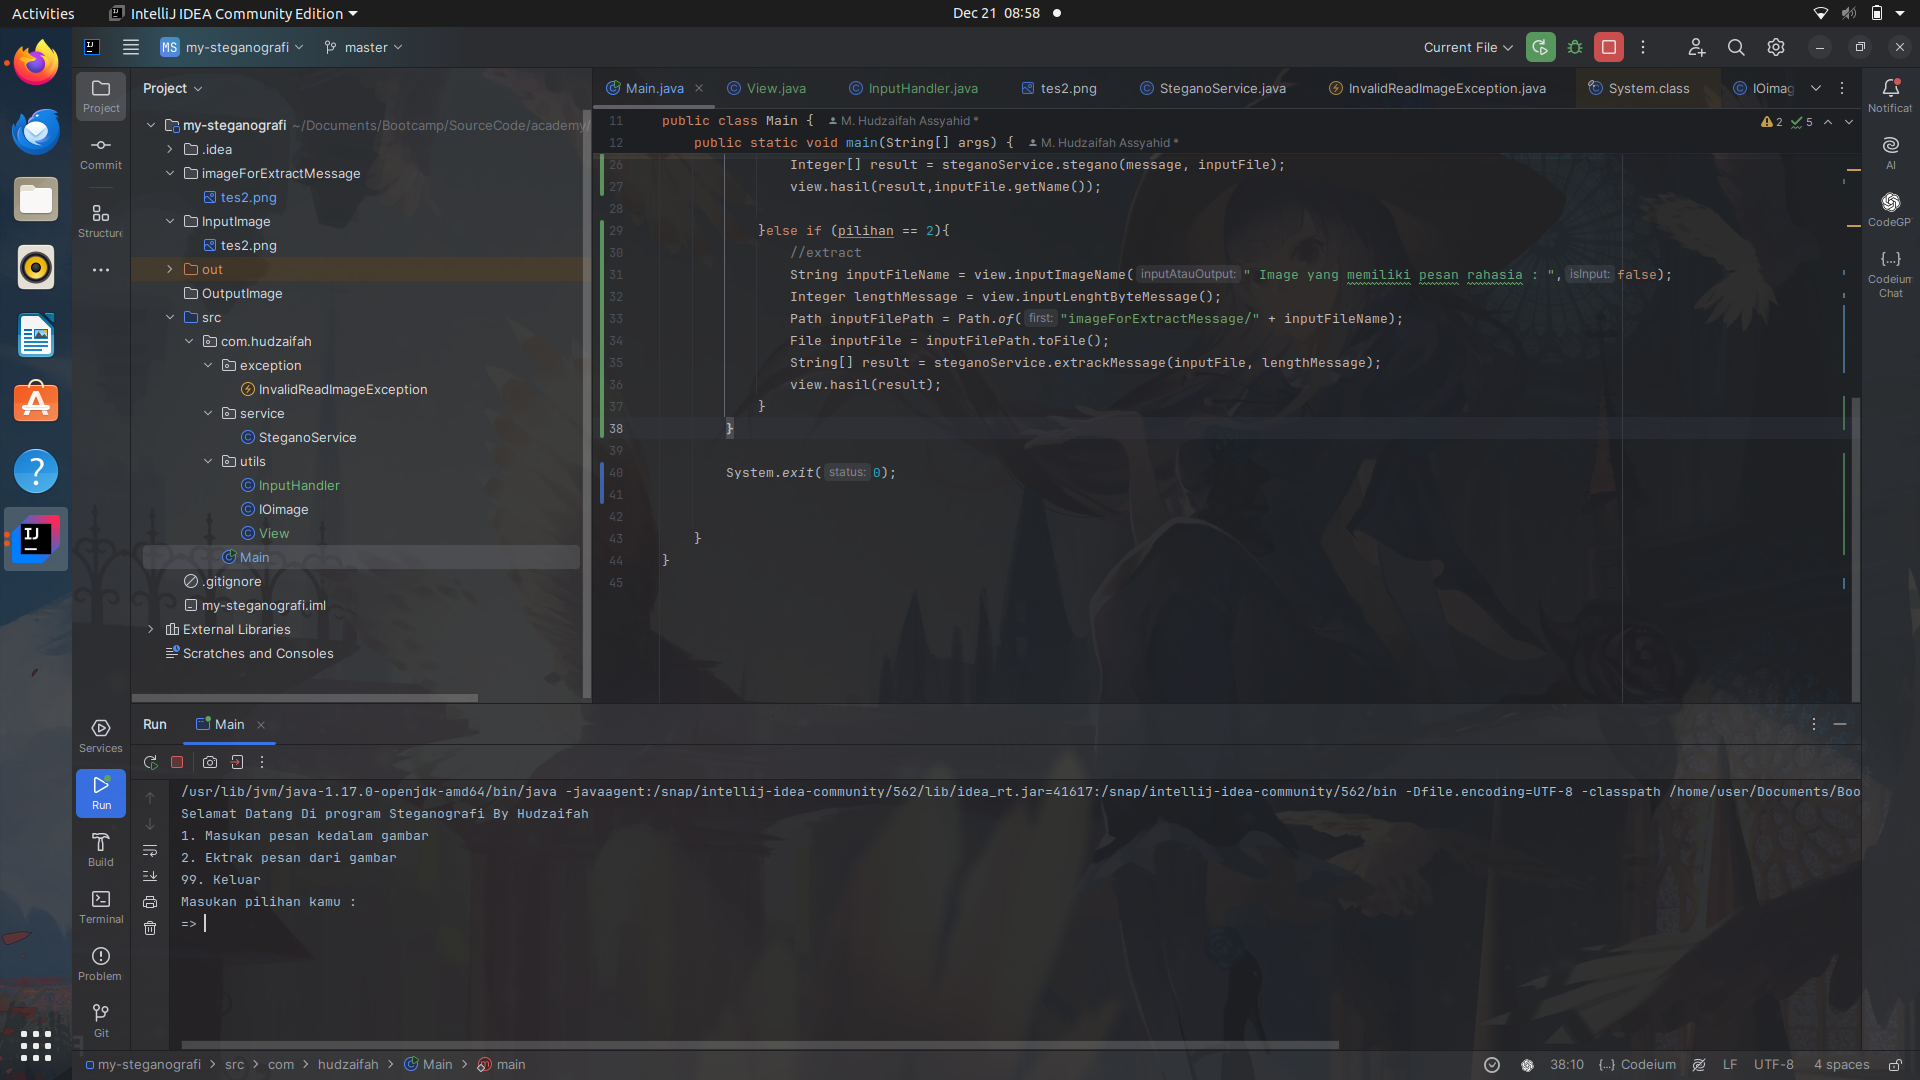 Activities IntelliJ IDEA Community Edition Dec 21 08:58
MS my-steganografi master Current File
Project
Commit
Structure
Project
my-steganografi ~/Documents/Bootcamp/SourceCode/academy/
.idea
imageForExtractMessage
tes2.png
InputImage
tes2.png
out
OutputImage
src
com.hudzaifah
exception
InvalidReadImageException
service
SteganoService
utils
InputHandler
IOimage
View
Main
.gitignore
my-steganografi.iml
External Libraries
Scratches and Consoles
Main.java View.java InputHandler.java tes2.png SteganoService.java InvalidReadImageException.java System.class IOimag
2 5
11 public class Main { M. Hudzaifah Assyahid *
12 public static void main(String[] args) { M. Hudzaifah Assyahid *
26 Integer[] result = steganoService.stegano(message, inputFile);
27 view.hasil(result,inputFile.getName());
28
29 }else if (pilihan == 2){
30 //extract
31 String inputFileName = view.inputImageName( inputAtauOutput: " Image yang memiliki pesan rahasia : ", isInput: false);
32 Integer lengthMessage = view.inputLenghtByteMessage();
33 Path inputFilePath = Path.of( first: "imageForExtractMessage/" + inputFileName);
34 File inputFile = inputFilePath.toFile();
35 String[] result = steganoService.extrackMessage(inputFile, lengthMessage);
36 view.hasil(result);
37 }
38 }
39
40 System.exit( status: 0);
41
42
43 }
44 }
45
Notificat
AI
CodeGP
Codeium
Chat
Services
Run
Build
Terminal
Problem
Git
Run Main
/usr/lib/jvm/java-1.17.0-openjdk-amd64/bin/java -javaagent:/snap/intellij-idea-community/562/lib/idea_rt.jar=41617:/snap/intellij-idea-community/562/bin -Dfile.encoding=UTF-8 -classpath /home/user/Documents/Boo
Selamat Datang Di program Steganografi By Hudzaifah
1. Masukan pesan kedalam gambar
2. Ektrak pesan dari gambar
99. Keluar
Masukan pilihan kamu :
=>
my-steganografi > src > com > hudzaifah > Main > main 38:10 {...} Codeium LF UTF-8 4 spaces